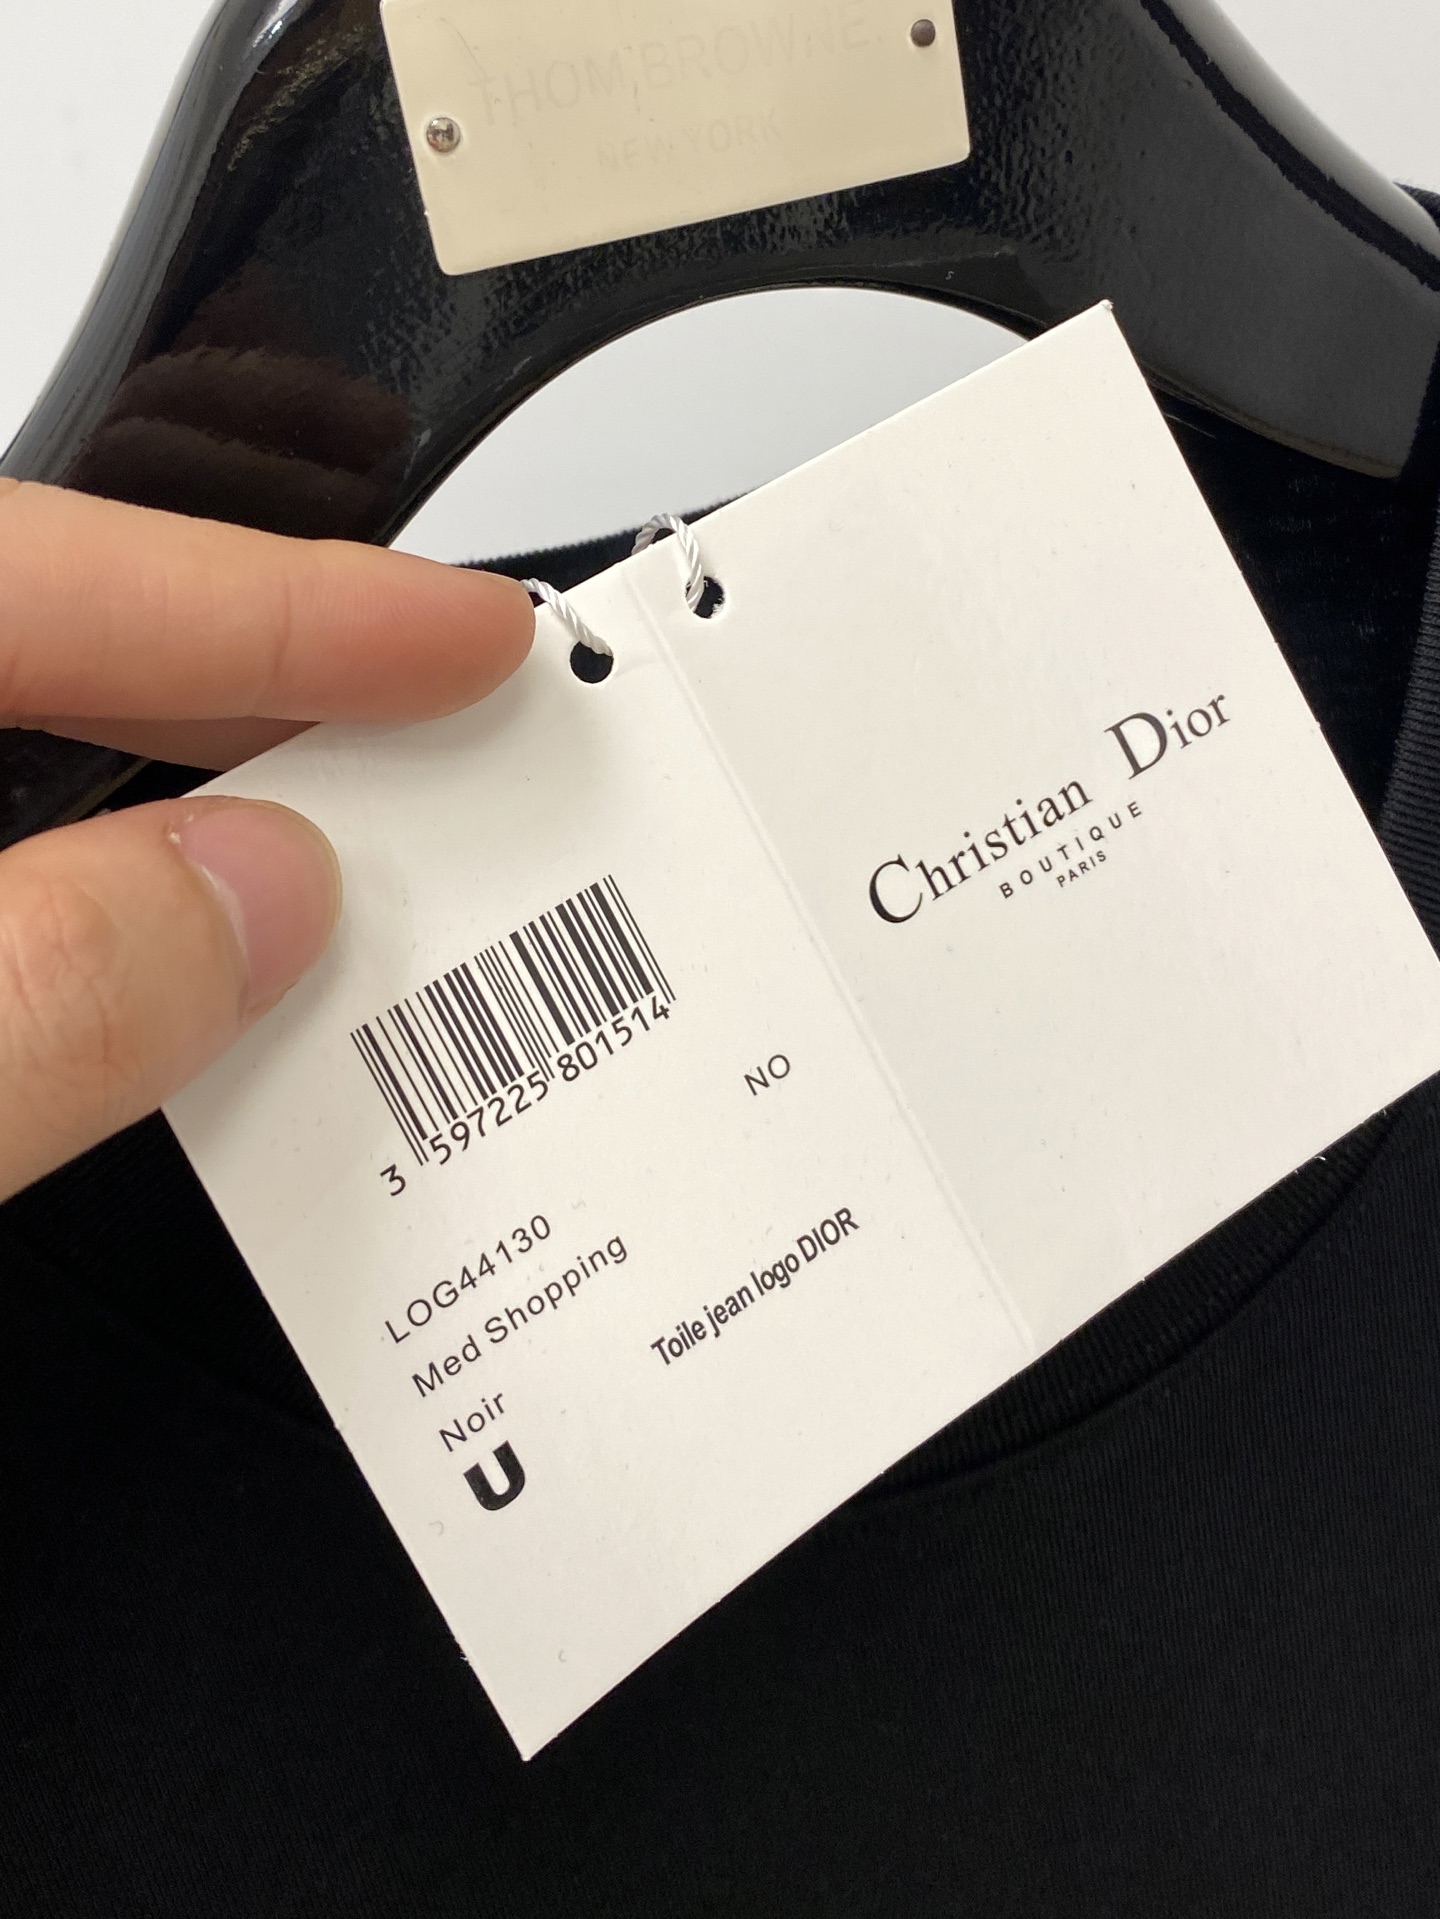 THOM BROWNE.
NEW YORK
Christian Dior
BOUTIQUE
PARIS
3 597225 801514
NO
LOG44130
Med Shopping
Toile jean logo DIOR
Noir
U